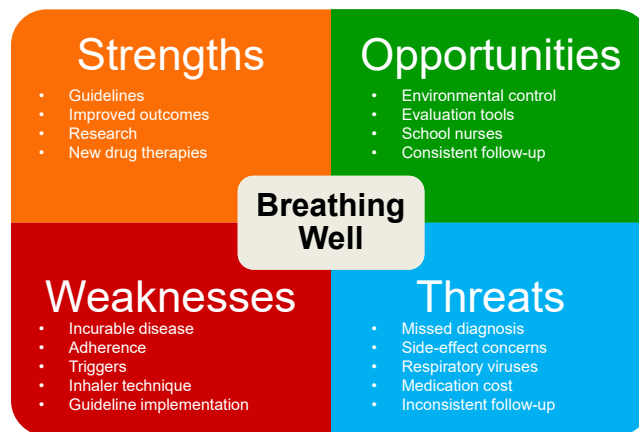 Strengths
• Guidelines
• Improved outcomes
• Research
• New drug therapies
Opportunities
• Environmental control
• Evaluation tools
• School nurses
• Consistent follow-up
Breathing
Well
Weaknesses
• Incurable disease
• Adherence
• Triggers
• Inhaler technique
• Guideline implementation
Threats
• Missed diagnosis
• Side-effect concerns
• Respiratory viruses
• Medication cost
• Inconsistent follow-up